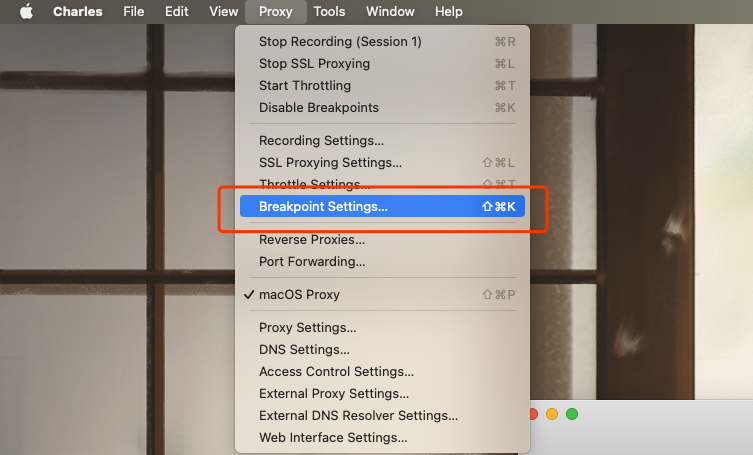 Charles File Edit View Proxy Tools Window Help
Stop Recording (Session 1) ⌘R
Stop SSL Proxying ⌘L
Start Throttling ⌘T
Disable Breakpoints ⌘K
Recording Settings...
SSL Proxying Settings... ⇧⌘L
Throttle Settings... ⇧⌘T
Breakpoint Settings... ⇧⌘K
Reverse Proxies...
Port Forwarding...
✓ macOS Proxy ⇧⌘P
Proxy Settings...
DNS Settings...
Access Control Settings...
External Proxy Settings...
External DNS Resolver Settings...
Web Interface Settings...